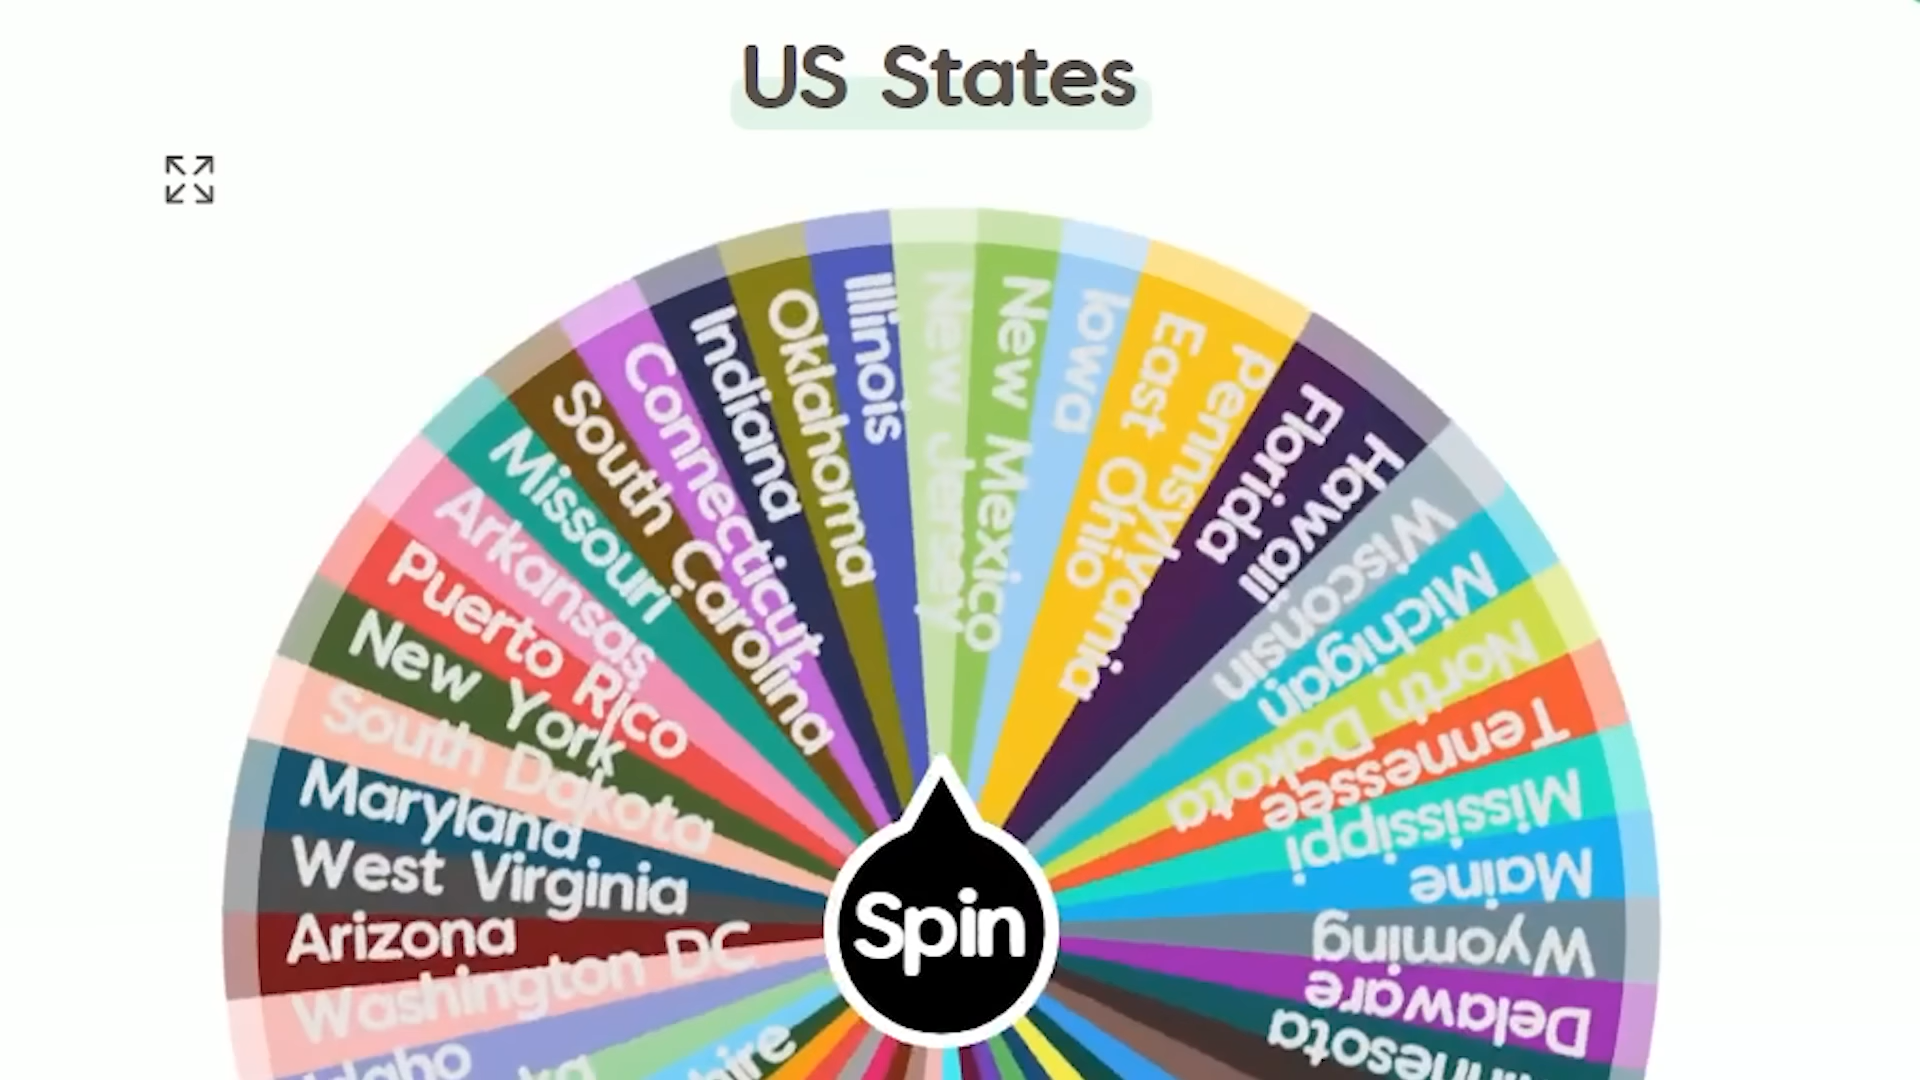 US States
Idaho
Washington DC
Arizona
West Virginia
Maryland
South Dakota
New York
Puerto Rico
Arkansas
Missouri
South Carolina
Connecticut
Indiana
Oklahoma
Illinois
New Jersey
New Mexico
Iowa
East Ohio
Pennsylvania
Florida
Hawaii
Wisconsin
Michigan
North Dakota
Tennessee
Mississippi
Maine
Wyoming
Delaware
Spin